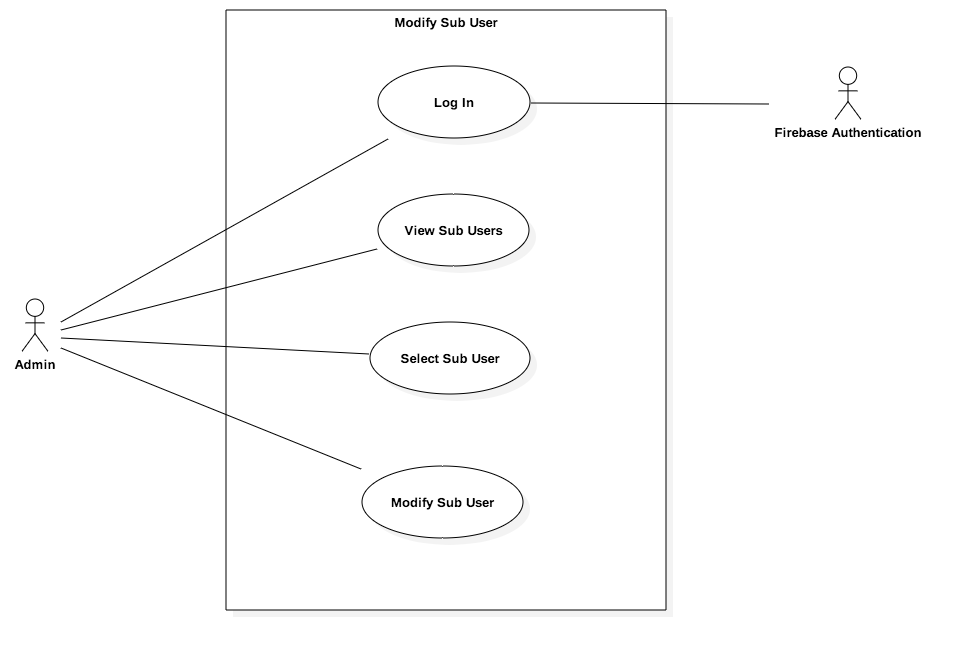 Modify Sub User
Log In
Firebase Authentication
View Sub Users
Select Sub User
Admin
Modify Sub User